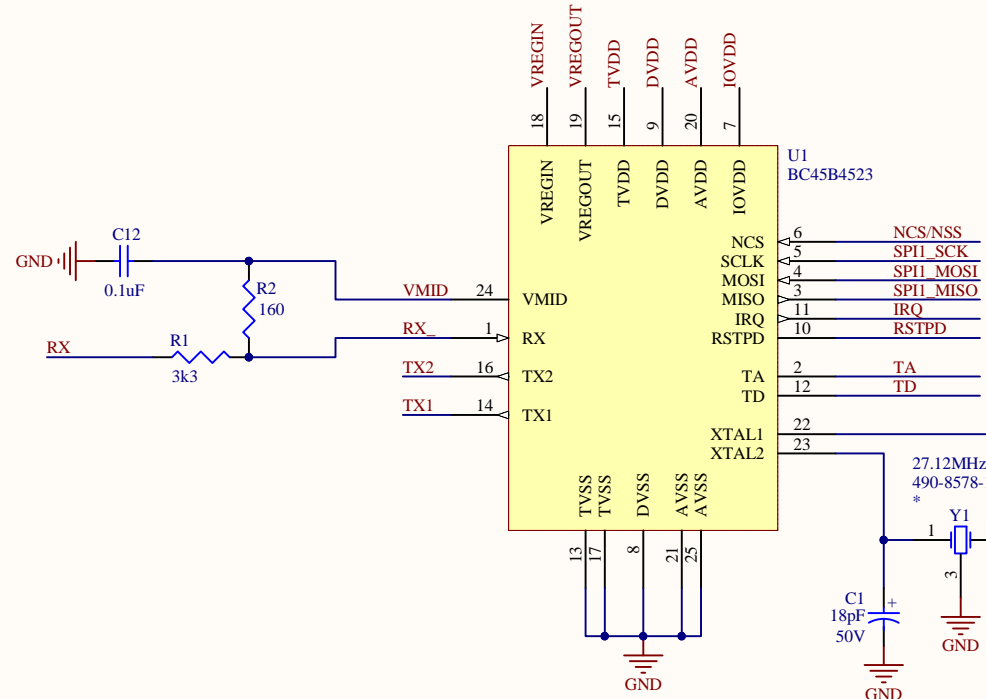 VREGIN
VREGOUT
TVDD
DVDD
AVDD
IOVDD
18
19
15
9
20
7
U1
BC45B4523
VREGIN
VREGOUT
TVDD
DVDD
AVDD
IOVDD
NCS
6
NCS/NSS
SCLK
5
SPI1_SCK
MOSI
4
SPI1_MOSI
MISO
3
SPI1_MISO
IRQ
11
IRQ
RSTPD
10
RSTPD
TA
2
TA
TD
12
TD
XTAL1
22
XTAL2
23
C12
GND
0.1uF
R2
160
VMID
24
VMID
RX
R1
3k3
RX_
1
RX
TX2
16
TX2
TX1
14
TX1
TVSS
TVSS
DVSS
AVSS
AVSS
13
17
8
21
25
GND
27.12MHz
490-8578-
*
Y1
1
3
GND
C1
+
18pF
50V
GND